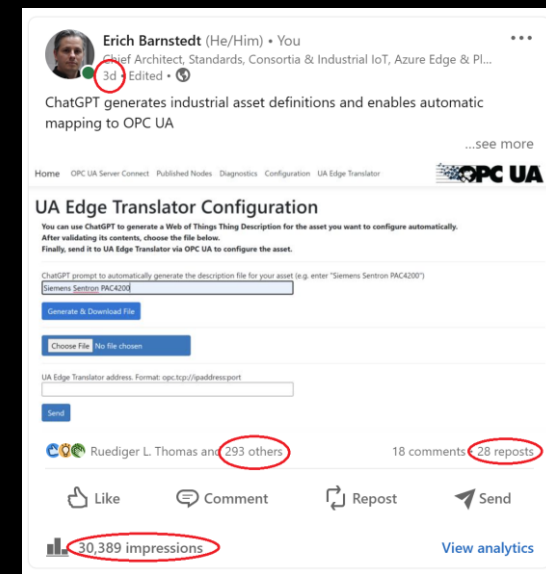 Erich Barnstedt (He/Him) • You
Chief Architect, Standards, Consortia & Industrial IoT, Azure Edge & Pl...
3d • Edited •
ChatGPT generates industrial asset definitions and enables automatic
mapping to OPC UA
...see more
Home OPC UA Server Connect Published Nodes Diagnostics Configuration UA Edge Translator
OPC UA
UA Edge Translator Configuration
You can use ChatGPT to generate a Web of Things Thing Description for the asset you want to configure automatically.
After validating its contents, choose the file below.
Finally, send it to UA Edge Translator via OPC UA to configure the asset.
ChatGPT prompt to automatically generate the description file for your asset (e.g. enter "Siemens Sentron PAC4200")
Siemens Sentron PAC4200
Generate & Download File
Choose File No file chosen
UA Edge Translator address. Format: opc.tcp://ipaddress:port
Send
Ruediger L. Thomas and 293 others 18 comments • 28 reposts
Like Comment Repost Send
30,389 impressions View analytics